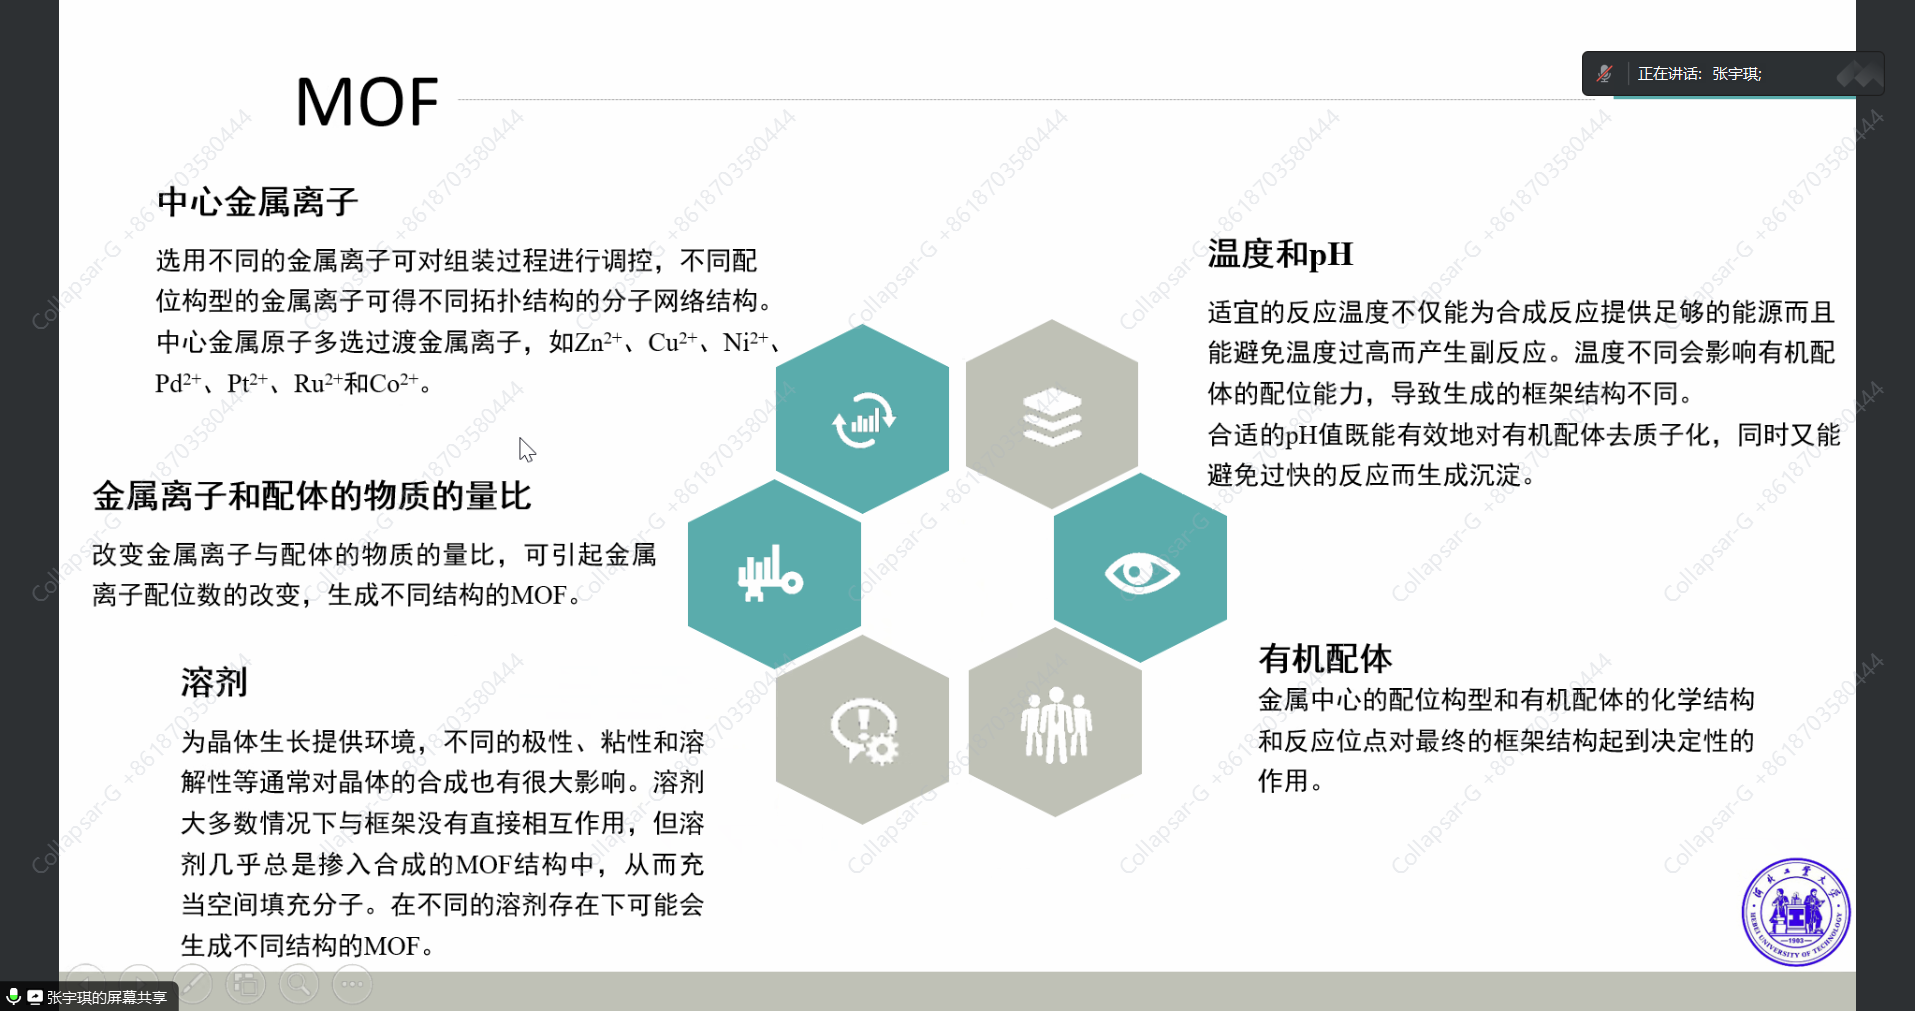 MOF
正在讲话: 张宇琪;
中心金属离子
选用不同的金属离子可对组装过程进行调控，不同配
位构型的金属离子可得不同拓扑结构的分子网络结构。
中心金属原子多选过渡金属离子，如Zn²⁺、Cu²⁺、Ni²⁺、
Pd²⁺、Pt²⁺、Ru²⁺和Co²⁺。
金属离子和配体的物质的量比
改变金属离子与配体的物质的量比，可引起金属
离子配位数的改变，生成不同结构的MOF。
溶剂
为晶体生长提供环境，不同的极性、粘性和溶
解性等通常对晶体的合成也有很大影响。溶剂
大多数情况下与框架没有直接相互作用，但溶
剂几乎总是掺入合成的MOF结构中，从而充
当空间填充分子。在不同的溶剂存在下可能会
生成不同结构的MOF。
温度和pH
适宜的反应温度不仅能为合成反应提供足够的能源而且
能避免温度过高而产生副反应。温度不同会影响有机配
体的配位能力，导致生成的框架结构不同。
合适的pH值既能有效地对有机配体去质子化，同时又能
避免过快的反应而生成沉淀。
有机配体
金属中心的配位构型和有机配体的化学结构
和反应位点对最终的框架结构起到决定性的
作用。
河北工业大学
1903
HEBEI UNIVERSITY OF TECHNOLOGY
张宇琪的屏幕共享
Collapsar-G +8618703580444